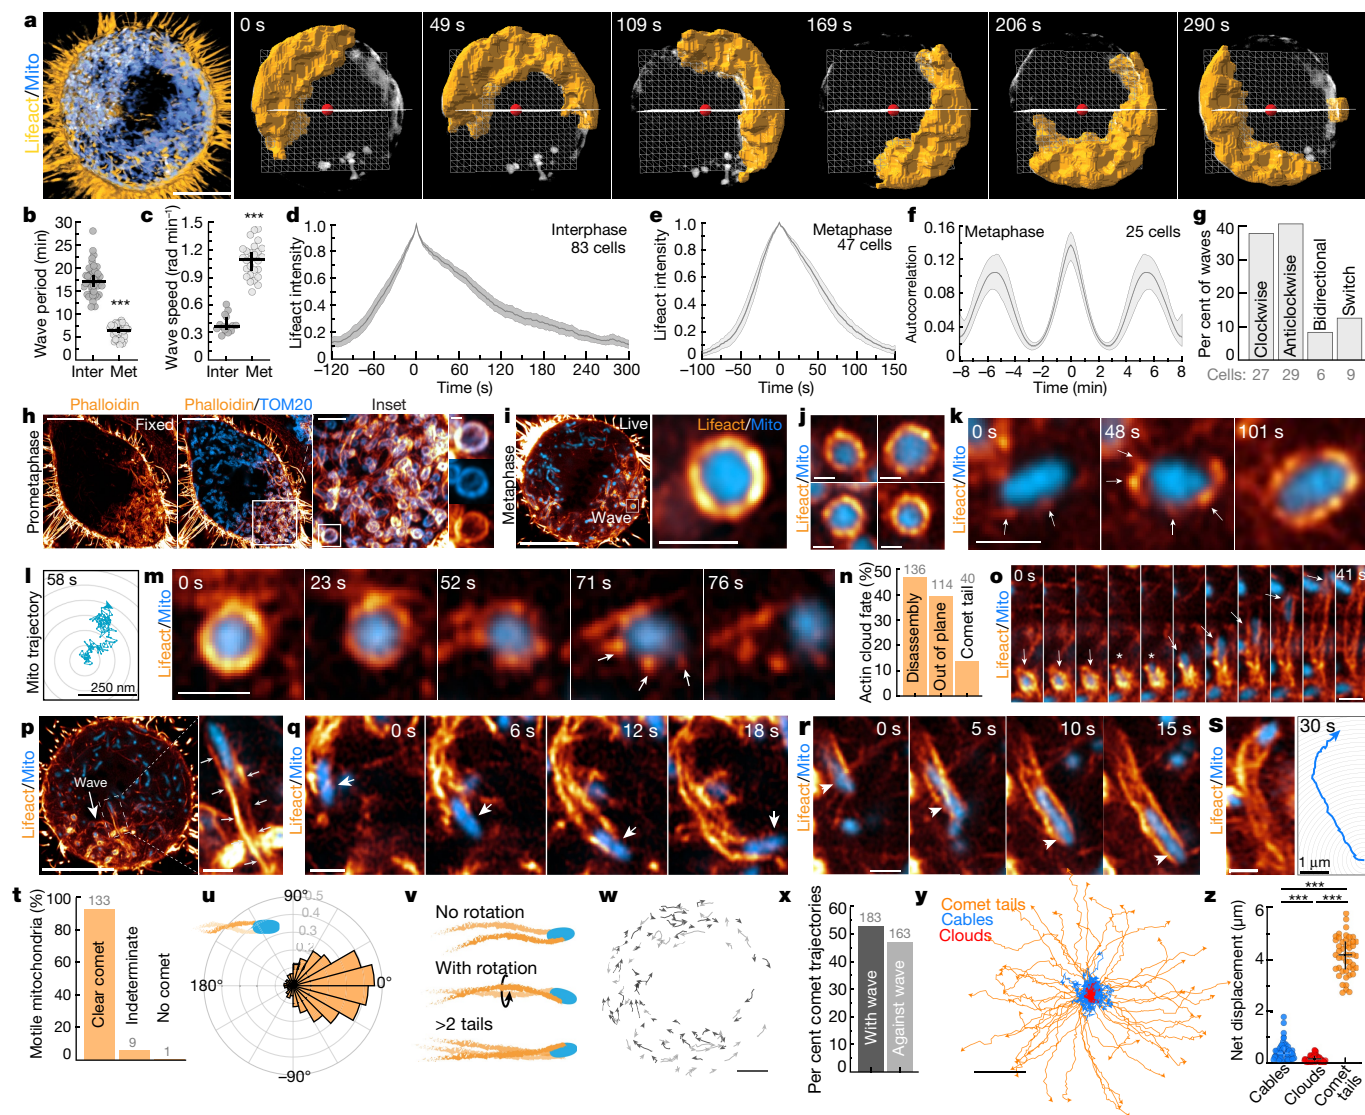 a
Lifeact/Mito
0 s
49 s
109 s
169 s
206 s
290 s
b
Wave period (min)
30
25
20
15
10
5
0
***
Inter Met
c
Wave speed (rad min⁻¹)
1.5
1.2
0.9
0.6
0.3
0
***
Inter Met
d
Lifeact intensity
1.0
0.8
0.6
0.4
0.2
0
Interphase
83 cells
−120 −60 0 60 120 180 240 300
Time (s)
e
Lifeact intensity
1.0
0.8
0.6
0.4
0.2
0
Metaphase
47 cells
−100 −50 0 50 100 150
Time (s)
f
Autocorrelation
0.16
0.12
0.08
0.04
0
Metaphase
25 cells
−8 −6 −4 −2 0 2 4 6 8
Time (min)
g
Per cent of waves
40
30
20
10
0
Clockwise
Anticlockwise
Bidirectional
Switch
Cells: 27 29 6 9
h
Prometaphase
Phalloidin
Fixed
Phalloidin/TOM20
Inset
i
Metaphase
Live
Wave
Lifeact/Mito
j
Lifeact/Mito
k
Lifeact/Mito
0 s
48 s
101 s
l
Mito trajectory
58 s
250 nm
m
Lifeact/Mito
0 s
23 s
52 s
71 s
76 s
n
Actin cloud fate (%)
50
40
30
20
10
0
136
114
40
Disassembly
Out of plane
Comet tail
o
Lifeact/Mito
0 s
41 s
* *
p
Lifeact/Mito
Wave
q
Lifeact/Mito
0 s
6 s
12 s
18 s
r
Lifeact/Mito
0 s
5 s
10 s
15 s
s
Lifeact/Mito
30 s
1 μm
t
Motile mitochondria (%)
100
80
60
40
20
0
133
9
1
Clear comet
Indeterminate
No comet
u
90°
0.5
0.4
0.3
0.2
180°
0°
−90°
v
No rotation
With rotation
>2 tails
w
x
Per cent comet trajectories
60
50
40
30
20
10
0
183
163
With wave
Against wave
y
Comet tails
Cables
Clouds
z
Net displacement (μm)
6
4
2
0
***
*** ***
Cables
Clouds
Comet
tails